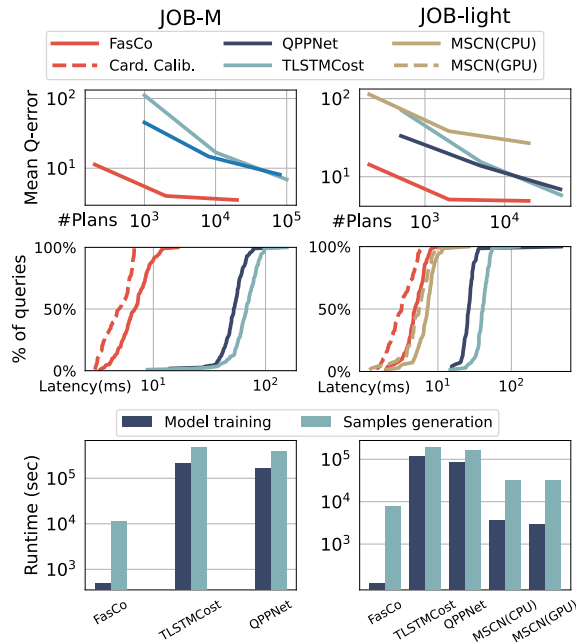 JOB-M
JOB-light
FasCo QPPNet MSCN(CPU)
Card. Calib. TLSTMCost MSCN(GPU)
Mean Q-error
10² 10¹
#Plans 10³ 10⁴ 10⁵
10² 10¹
#Plans 10³ 10⁴
% of queries
100% 50% 0%
Latency(ms) 10¹ 10²
100% 50% 0%
Latency(ms) 10¹ 10²
Model training Samples generation
Runtime (sec)
10⁵ 10⁴ 10³
FasCo TLSTMCost QPPNet
10⁵ 10⁴ 10³
FasCo TLSTMCost QPPNet MSCN(CPU) MSCN(GPU)